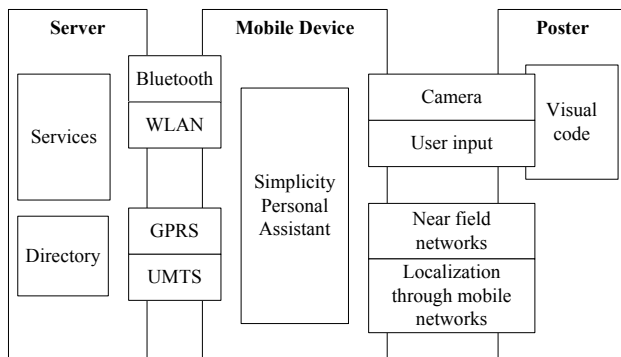 Server
Mobile Device
Poster
Bluetooth
WLAN
Services
GPRS
UMTS
Directory
Simplicity
Personal
Assistant
Camera
User input
Visual
code
Near field
networks
Localization
through mobile
networks